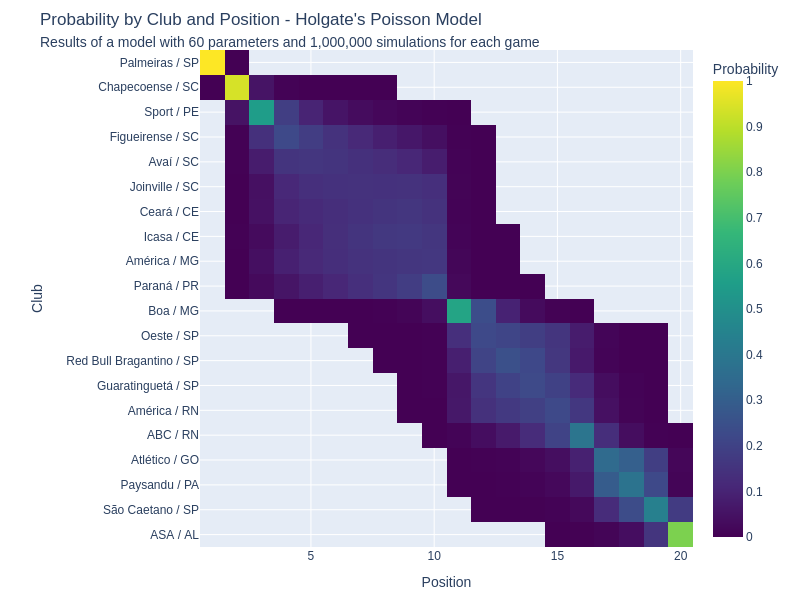 Probability by Club and Position - Holgate's Poisson Model
Results of a model with 60 parameters and 1,000,000 simulations for each game
Probability
Palmeiras / SP
Chapecoense / SC
Sport / PE
Figueirense / SC
Avaí / SC
Joinville / SC
Ceará / CE
Icasa / CE
América / MG
Paraná / PR
Boa / MG
Oeste / SP
Red Bull Bragantino / SP
Guaratinguetá / SP
América / RN
ABC / RN
Atlético / GO
Paysandu / PA
São Caetano / SP
ASA / AL
Club
5
10
15
20
Position
1
0.9
0.8
0.7
0.6
0.5
0.4
0.3
0.2
0.1
0